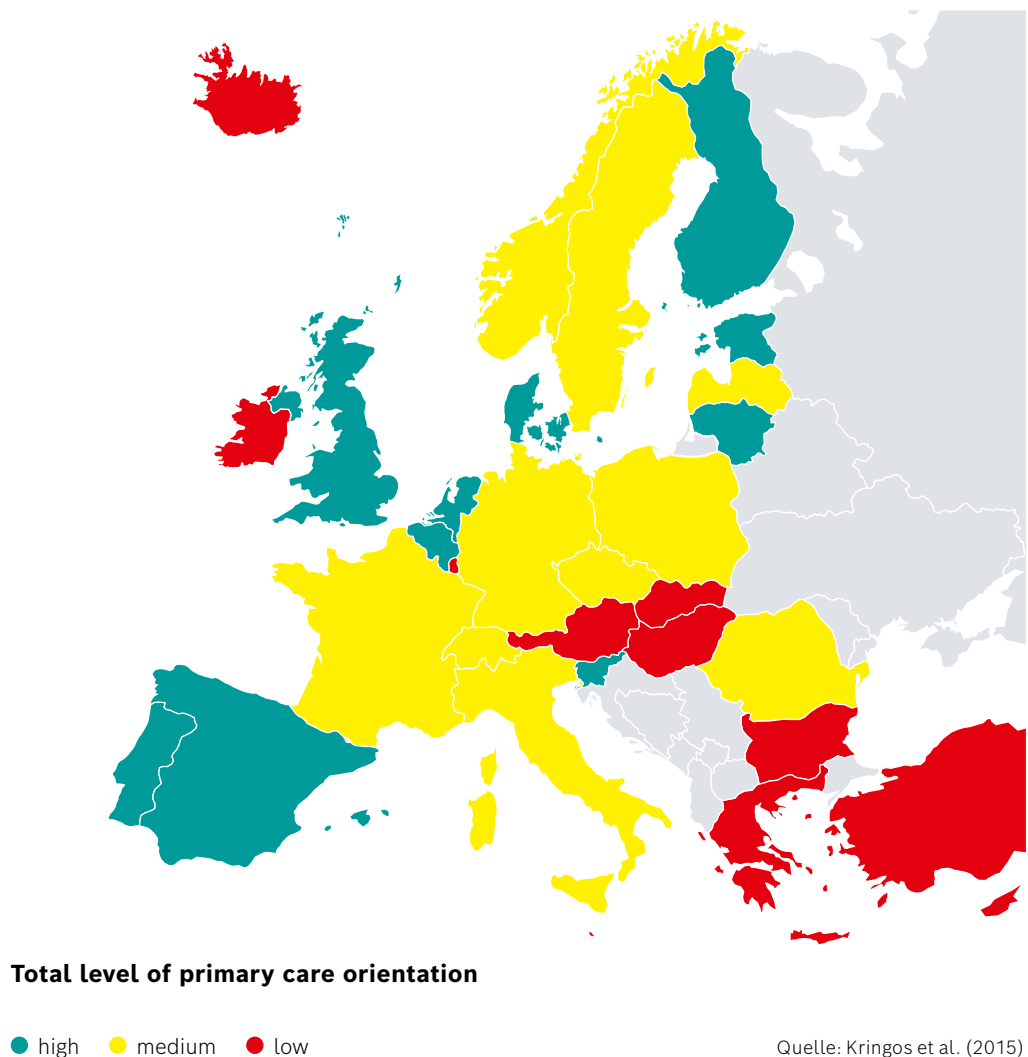 Total level of primary care orientation
high medium low
Quelle: Kringos et al. (2015)